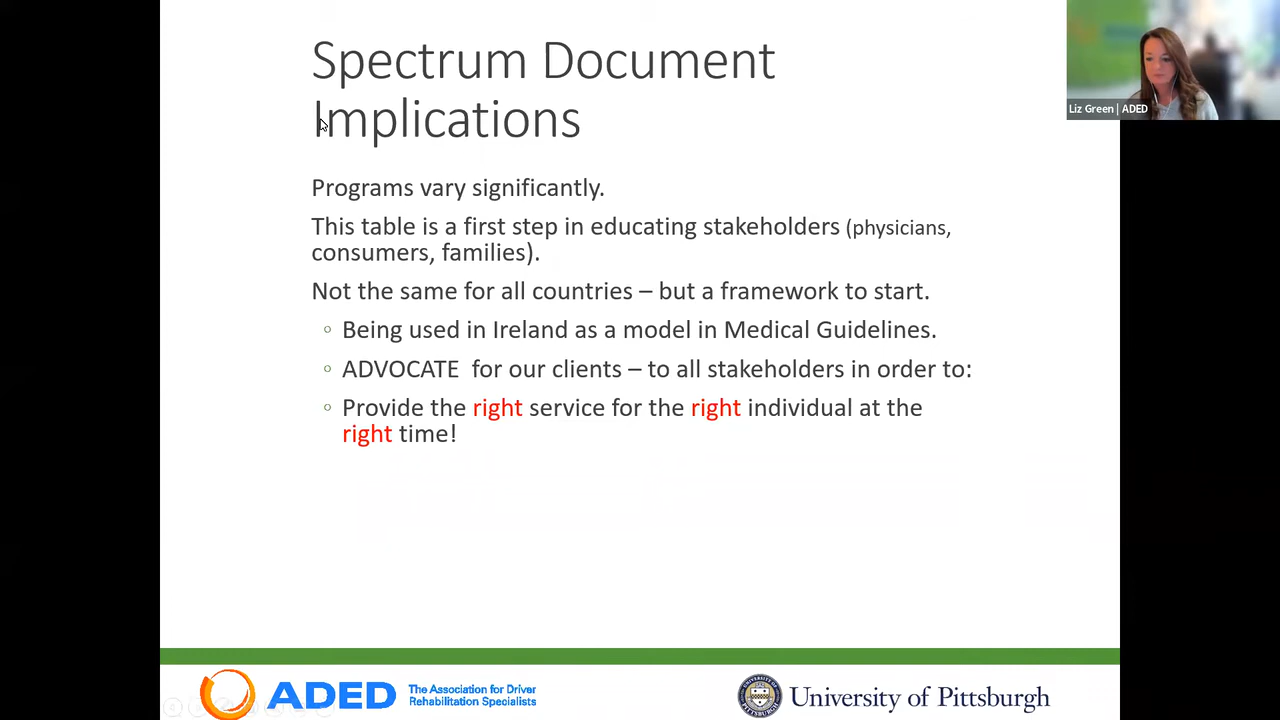 Spectrum Document
Implications
Programs vary significantly.
This table is a first step in educating stakeholders (physicians,
consumers, families).
Not the same for all countries – but a framework to start.
Being used in Ireland as a model in Medical Guidelines.
ADVOCATE for our clients – to all stakeholders in order to:
Provide the right service for the right individual at the
right time!
ADED
The Association for Driver
Rehabilitation Specialists
University of Pittsburgh
Liz Green | ADED